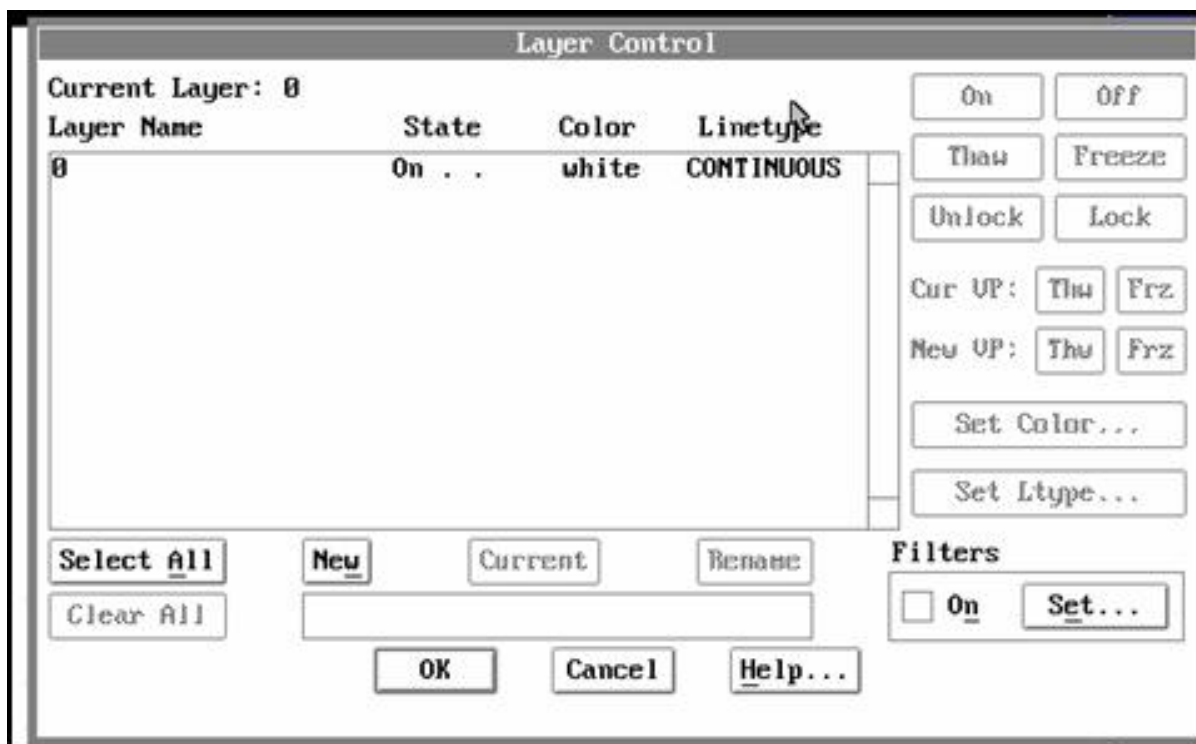 Layer Control
Current Layer: 0
Layer Name State Color Linetype
0 On . . white CONTINUOUS
On Off
Thaw Freeze
Unlock Lock
Cur VP: Thw Frz
New VP: Thw Frz
Set Color...
Set Ltype...
Select All New Current Rename
Clear All
Filters
On Set...
OK Cancel Help...